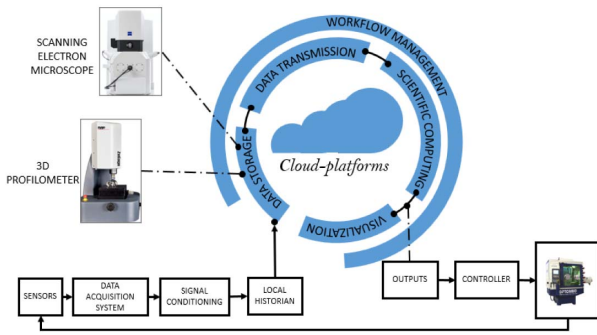 SCANNING
ELECTRON
MICROSCOPE
3D
PROFILOMETER
WORKFLOW MANAGEMENT
DATA TRANSMISSION
SCIENTIFIC COMPUTING
DATA STORAGE
VISUALIZATION
Cloud-platforms
SENSORS
DATA
ACQUISITION
SYSTEM
SIGNAL
CONDITIONING
LOCAL
HISTORIAN
OUTPUTS
CONTROLLER